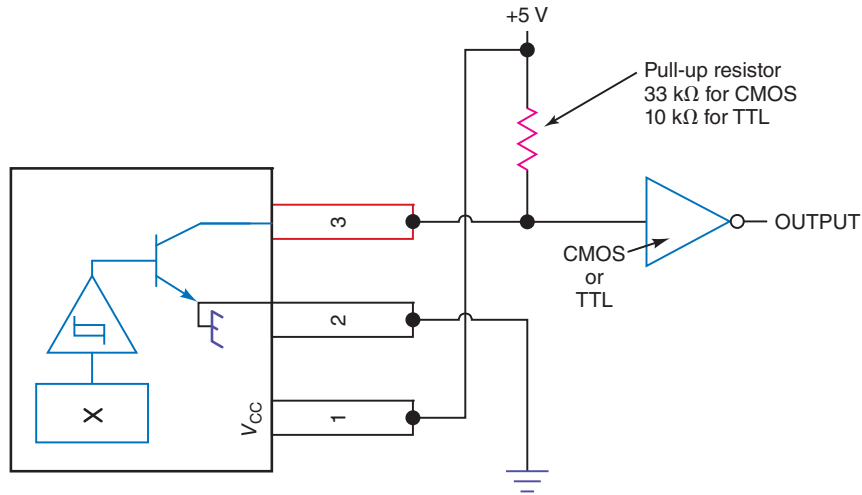 +5 V
Pull-up resistor
33 kΩ for CMOS
10 kΩ for TTL
3
OUTPUT
CMOS
or
TTL
2
X
VCC
1